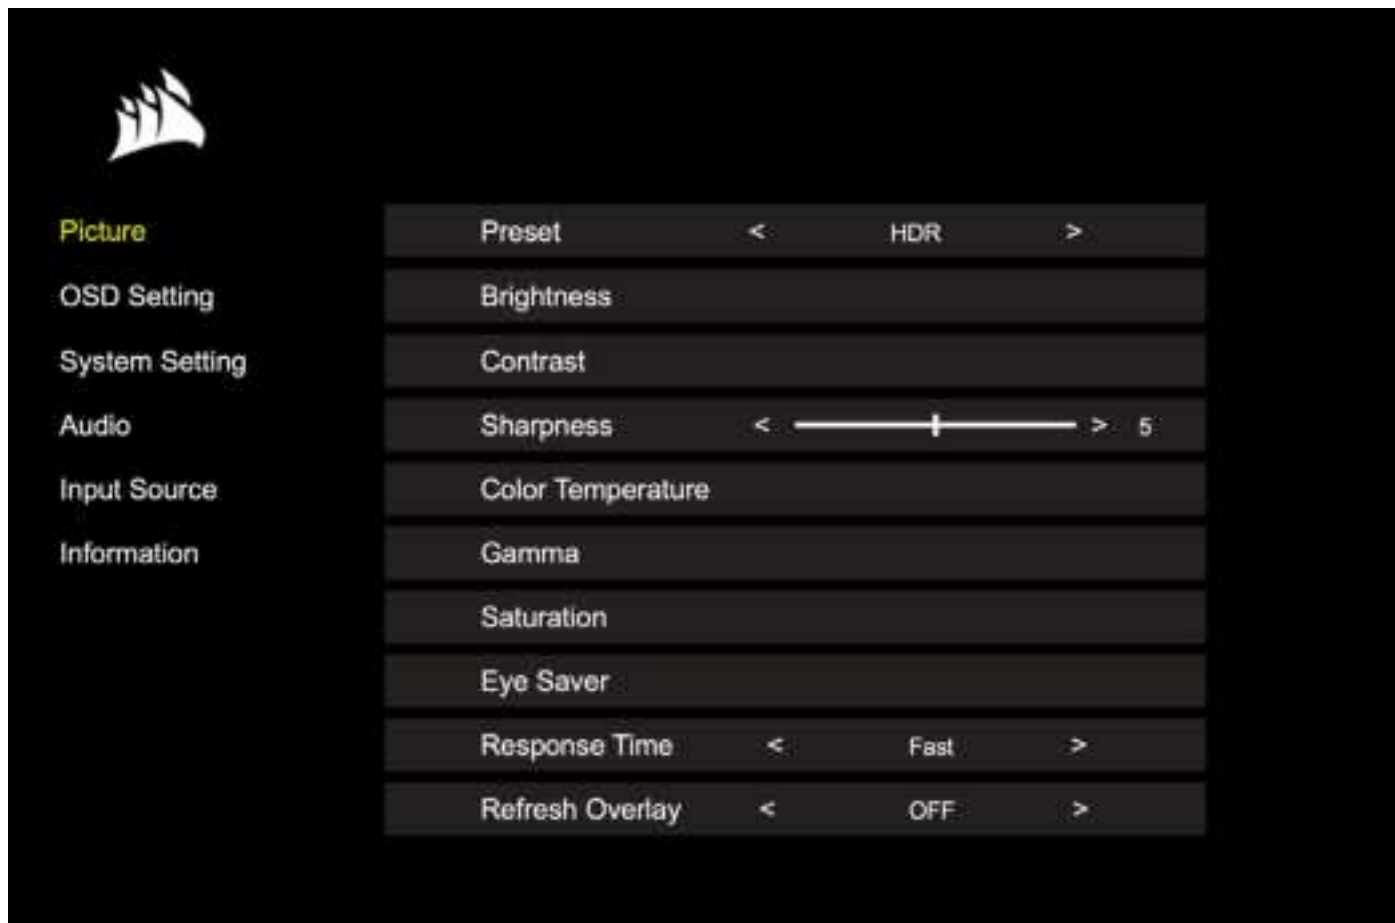 Picture
OSD Setting
System Setting
Audio
Input Source
Information
Preset < HDR >
Brightness
Contrast
Sharpness < > 5
Color Temperature
Gamma
Saturation
Eye Saver
Response Time < Fast >
Refresh Overlay < OFF >